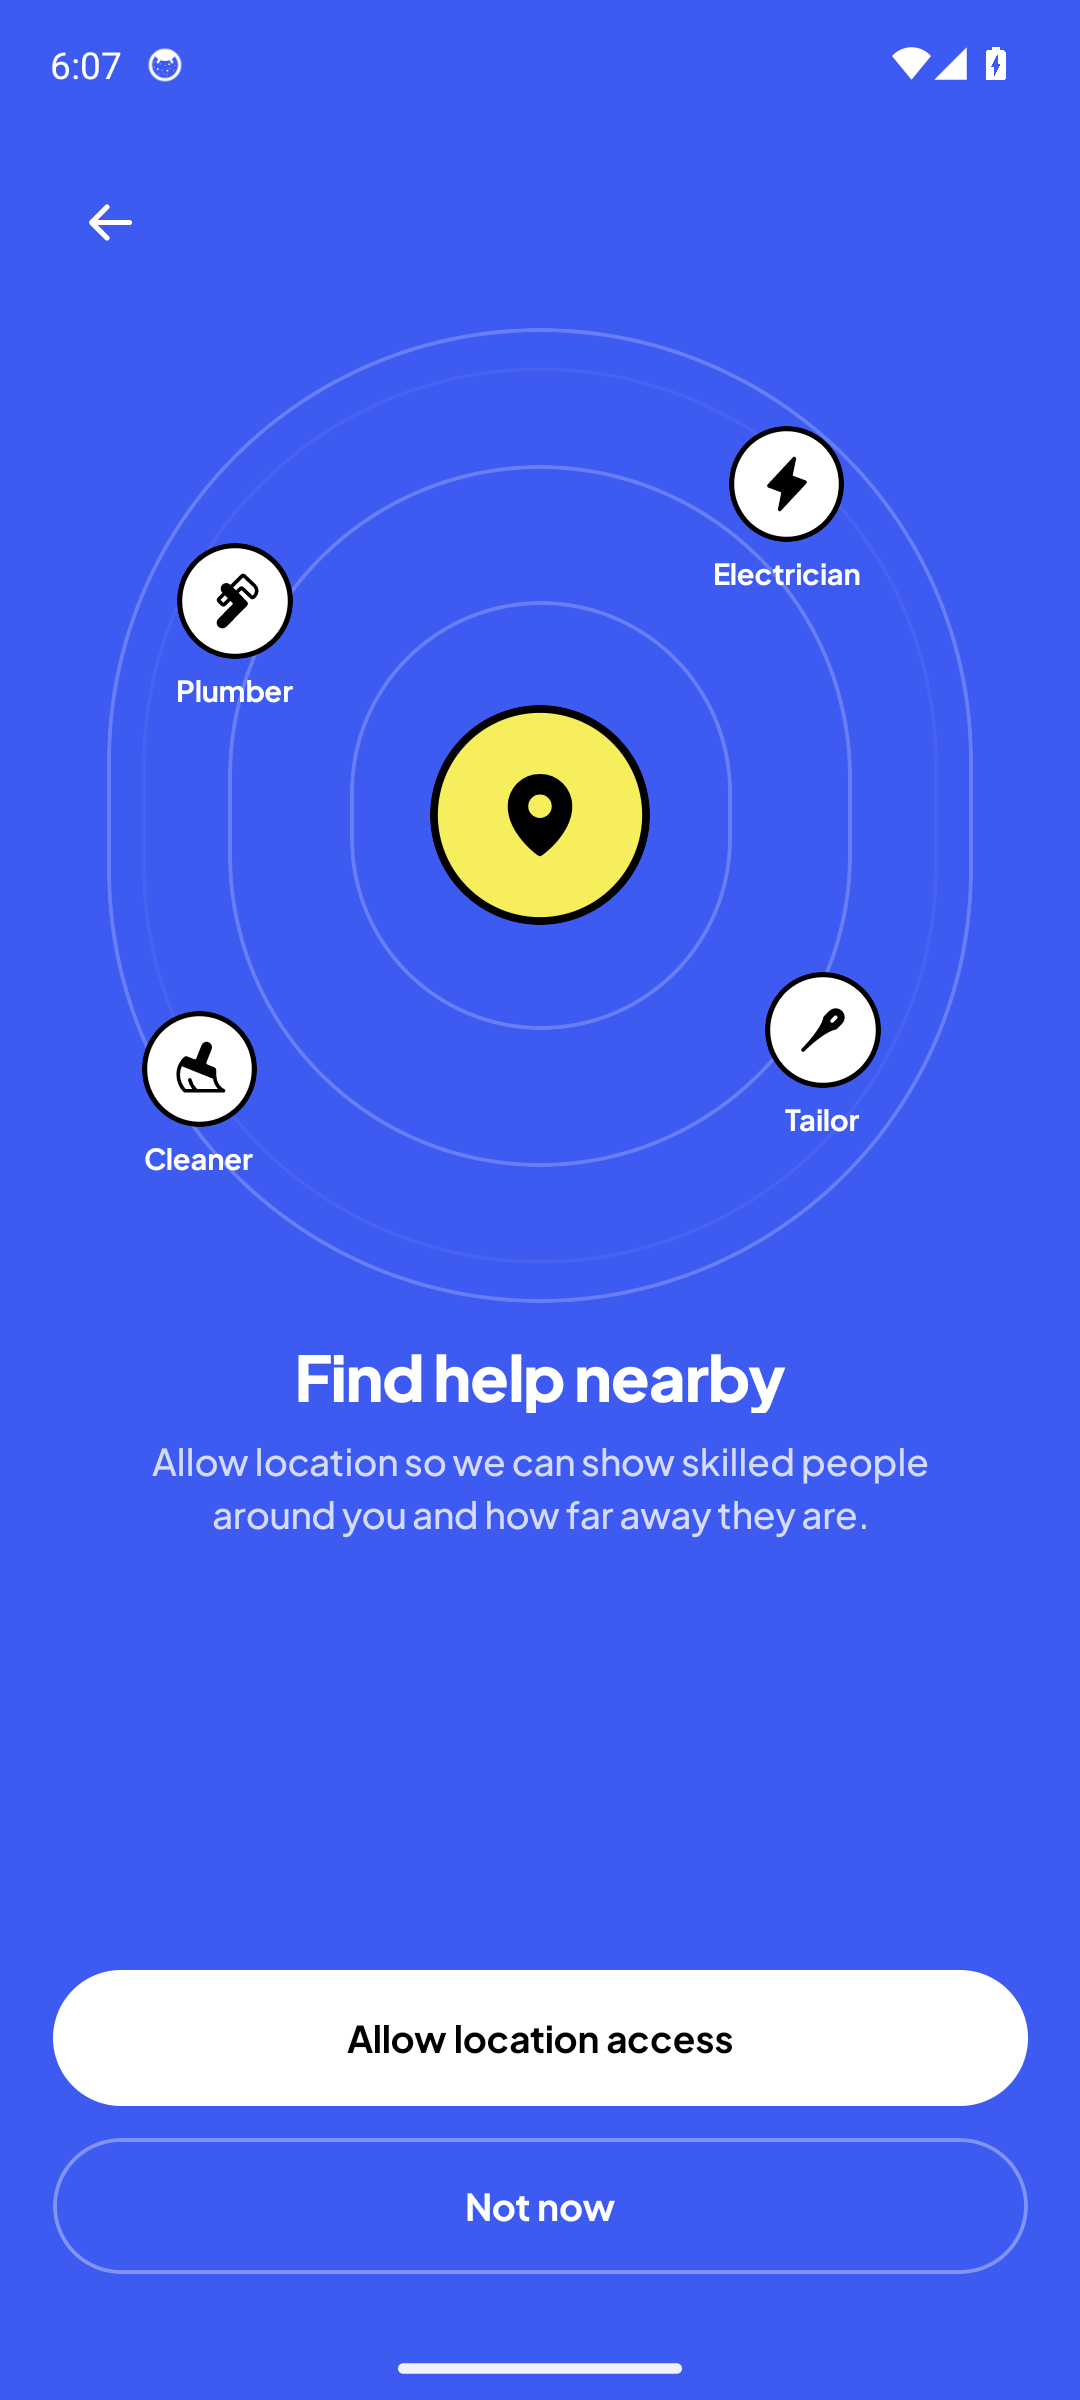 6:07
Electrician
Plumber
Tailor
Cleaner
Find help nearby
Allow location so we can show skilled people
around you and how far away they are.
Allow location access
Not now